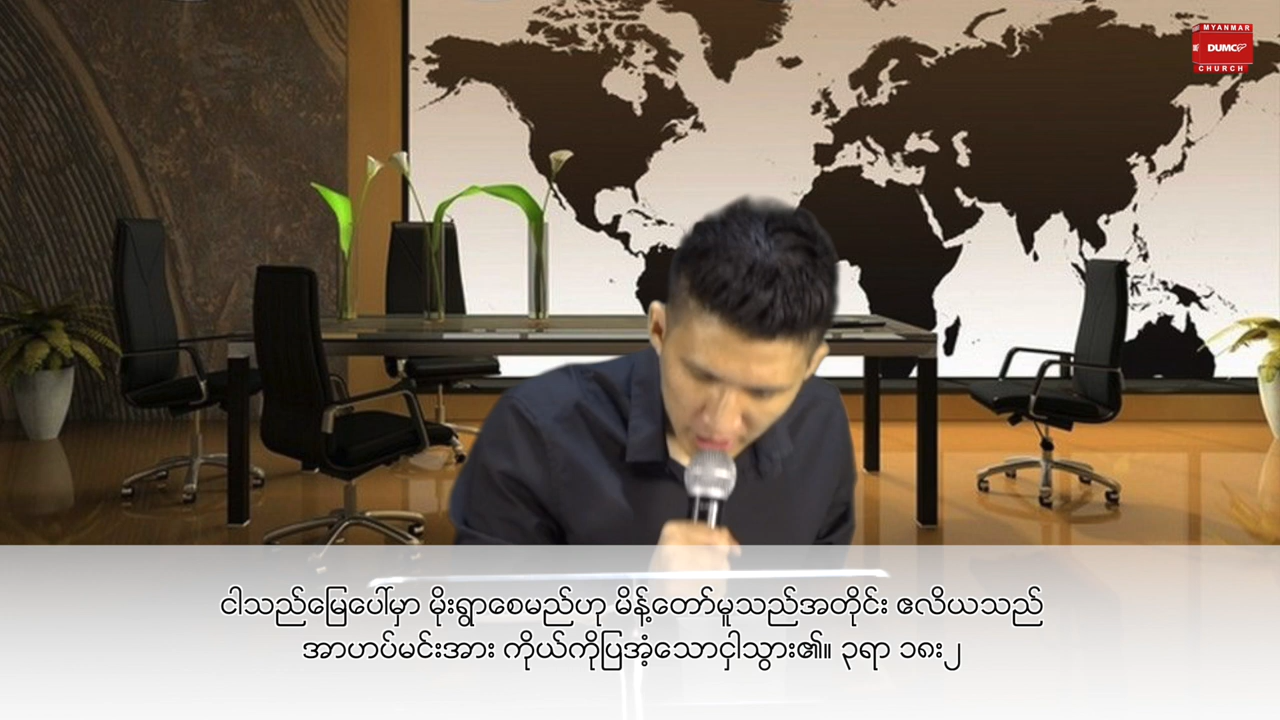 MYANMAR
DUMC
CHURCH
ငါသည်မြေပေါ်မှာ မိုးရွာစေမည်ဟု မိန့်တော်မူသည်အတိုင်း ဧလိယသည်
အာဟပ်မင်းအား ကိုယ်ကိုပြအံ့သောငှါသွား၏။ ၃ရာ ၁၈း၂